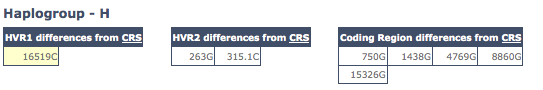 Haplogroup - H
HVR1 differences from CRS
16519C
HVR2 differences from CRS
263G 315.1C
Coding Region differences from CRS
750G 1438G 4769G 8860G
15326G